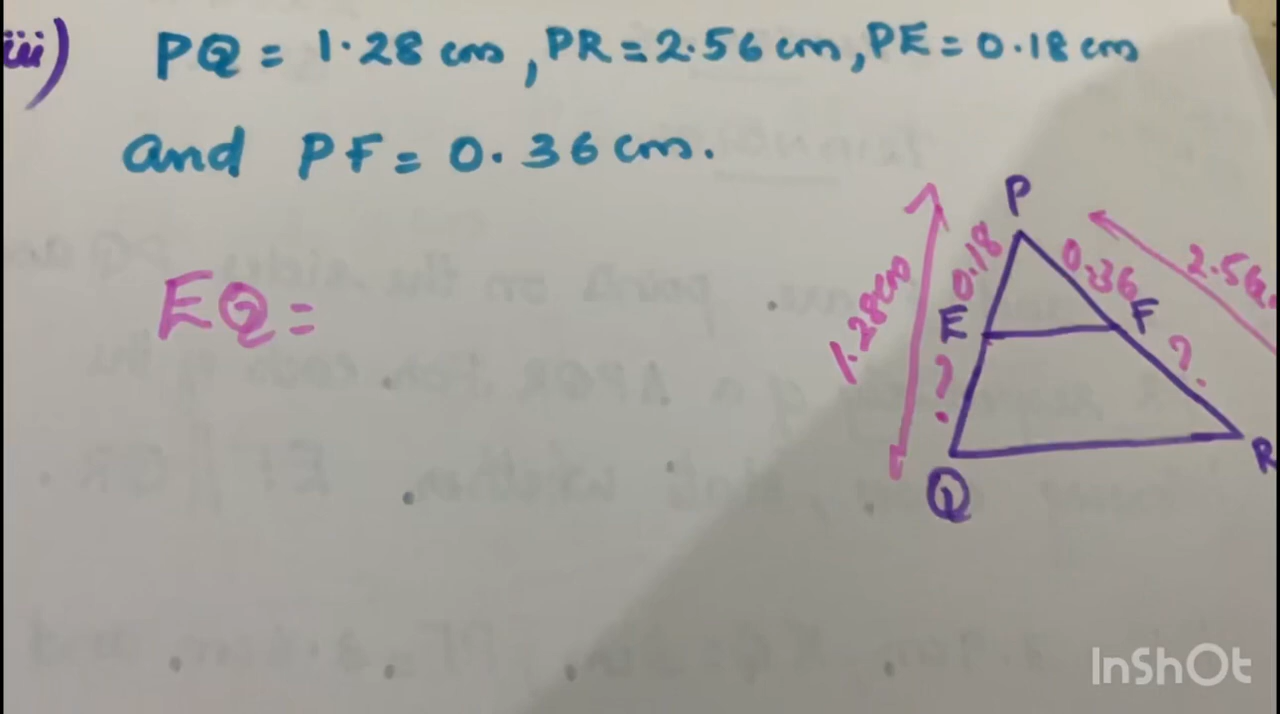 iii) PQ = 1.28 cm, PR = 2.56 cm, PE = 0.18 cm
and PF = 0.36 cm.
EQ =
P
1.28cm
0.18
0.36
2.56
E
F
?
?
Q
R
InShOt